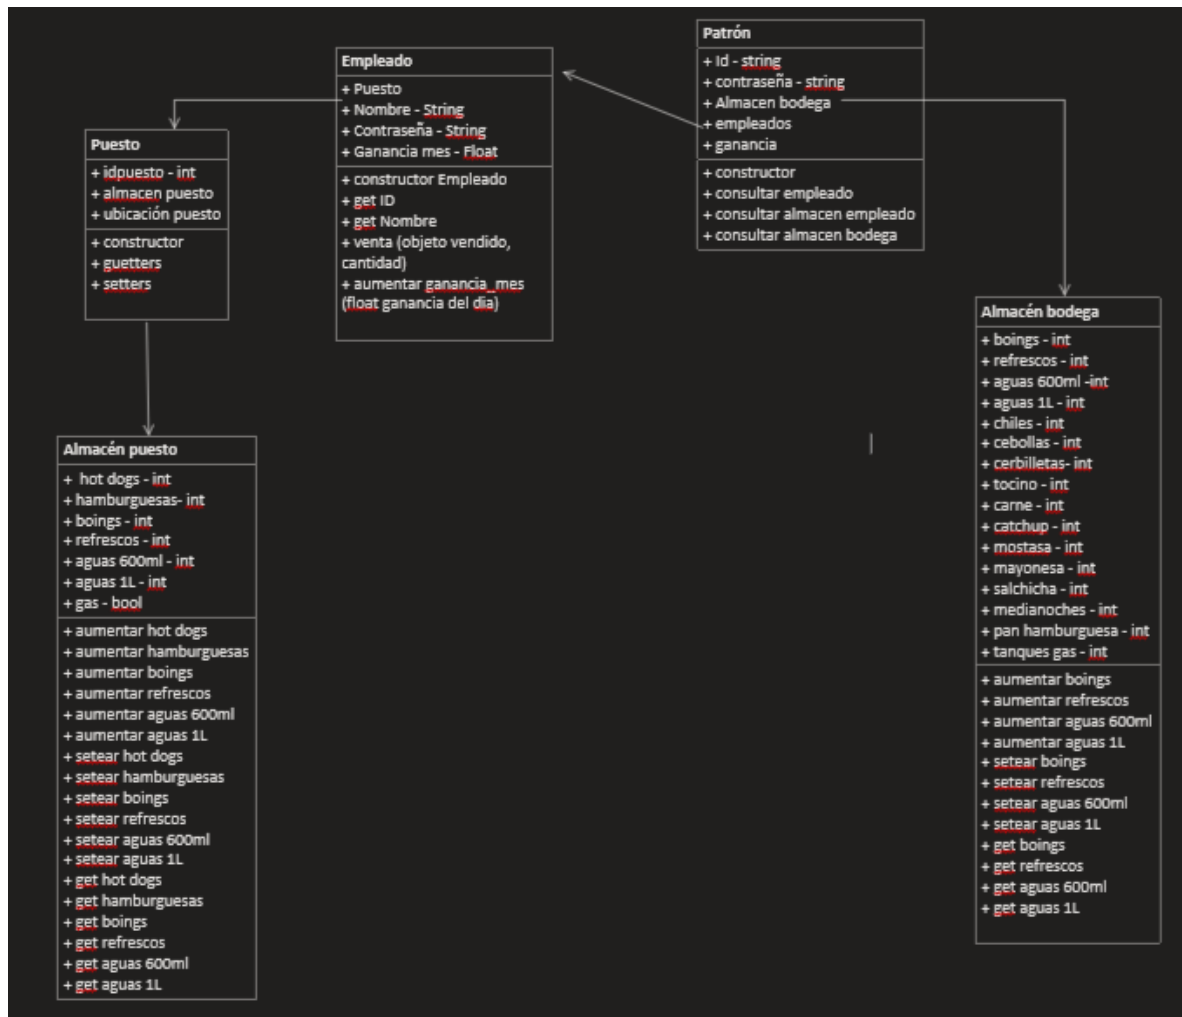 Patrón
+ Id - string
+ contraseña - string
+ Almacen bodega
+ empleados
+ ganancia
+ constructor
+ consultar empleado
+ consultar almacen empleado
+ consultar almacen bodega
Empleado
+ Puesto
+ Nombre - String
+ Contraseña - String
+ Ganancia mes - Float
+ constructor Empleado
+ get ID
+ get Nombre
+ venta (objeto vendido,
cantidad)
+ aumentar ganancia_mes
(float ganancia del dia)
Puesto
+ idpuesto - int
+ almacen puesto
+ ubicación puesto
+ constructor
+ guetters
+ setters
Almacén puesto
+ hot dogs - int
+ hamburguesas- int
+ boings - int
+ refrescos - int
+ aguas 600ml - int
+ aguas 1L - int
+ gas - bool
+ aumentar hot dogs
+ aumentar hamburguesas
+ aumentar boings
+ aumentar refrescos
+ aumentar aguas 600ml
+ aumentar aguas 1L
+ setear hot dogs
+ setear hamburguesas
+ setear boings
+ setear refrescos
+ setear aguas 600ml
+ setear aguas 1L
+ get hot dogs
+ get hamburguesas
+ get boings
+ get refrescos
+ get aguas 600ml
+ get aguas 1L
Almacén bodega
+ boings - int
+ refrescos - int
+ aguas 600ml -int
+ aguas 1L - int
+ chiles - int
+ cebollas - int
+ cerbilletas- int
+ tocino - int
+ carne - int
+ catchup - int
+ mostasa - int
+ mayonesa - int
+ salchicha - int
+ medianoches - int
+ pan hamburguesa - int
+ tanques gas - int
+ aumentar boings
+ aumentar refrescos
+ aumentar aguas 600ml
+ aumentar aguas 1L
+ setear boings
+ setear refrescos
+ setear aguas 600ml
+ setear aguas 1L
+ get boings
+ get refrescos
+ get aguas 600ml
+ get aguas 1L